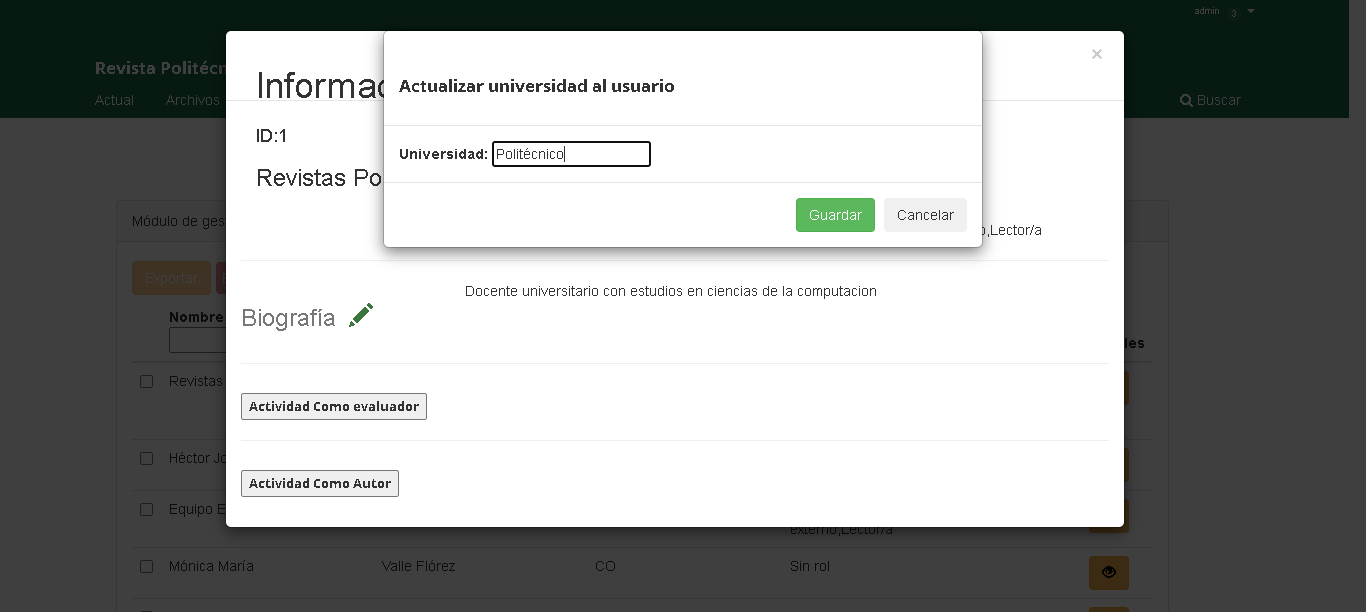 admin 3
Revista Politécn
Actual Archivos
Buscar
×
Informac
Actualizar universidad al usuario
ID:1
Universidad: Politécnico
Revistas Po
Guardar Cancelar
Módulo de ges
,Lector/a
Exportar
Docente universitario con estudios en ciencias de la computacion
Biografía
Nombre
les
Revistas
Actividad Como evaluador
Héctor Jo
Actividad Como Autor
Equipo E
externo,Lector/a
Mónica María Valle Flórez CO Sin rol